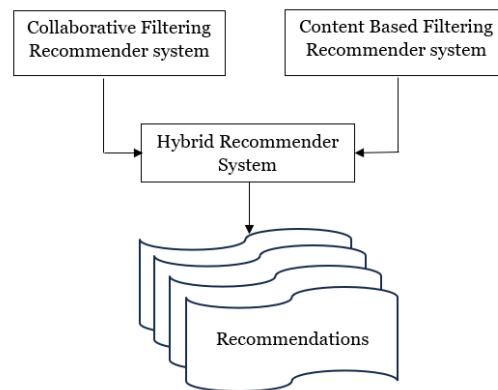 Collaborative Filtering
Recommender system
Content Based Filtering
Recommender system
Hybrid Recommender
System
Recommendations